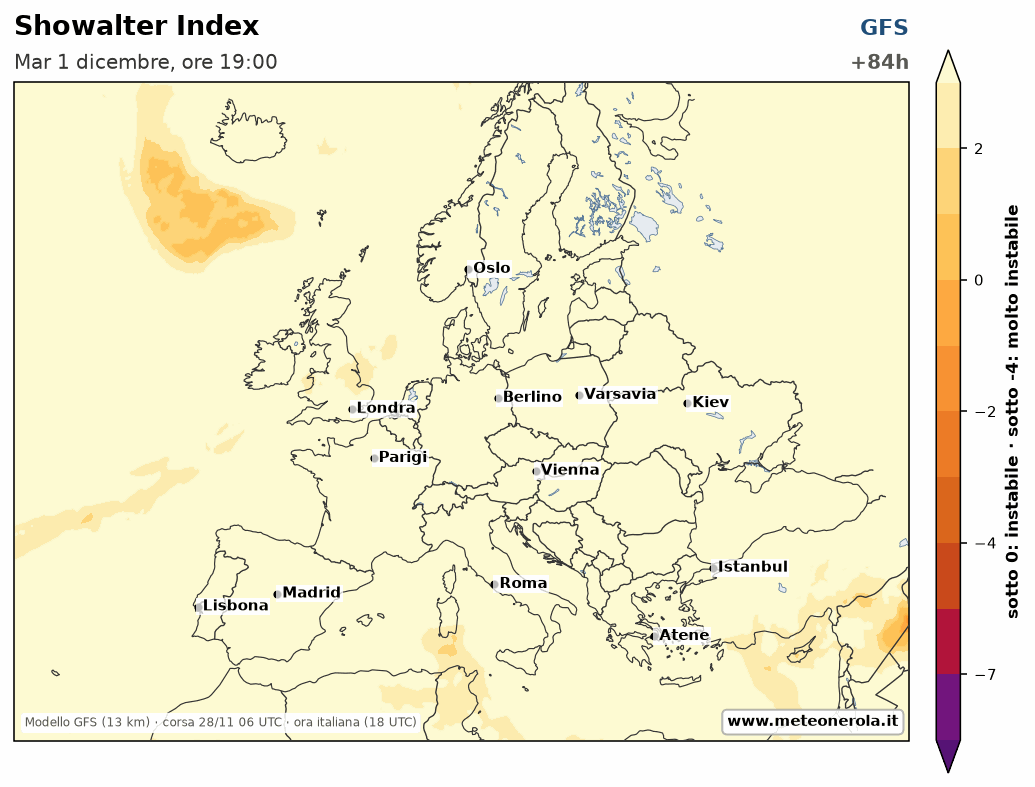 Showalter Index
GFS
Mar 1 dicembre, ore 19:00
+84h
Oslo
Berlino
Varsavia
Kiev
Londra
Parigi
Vienna
Istanbul
Roma
Madrid
Lisbona
Atene
Modello GFS (13 km) · corsa 28/11 06 UTC · ora italiana (18 UTC)
www.meteonerola.it
2
0
−2
−4
−7
sotto 0: instabile · sotto -4: molto instabile